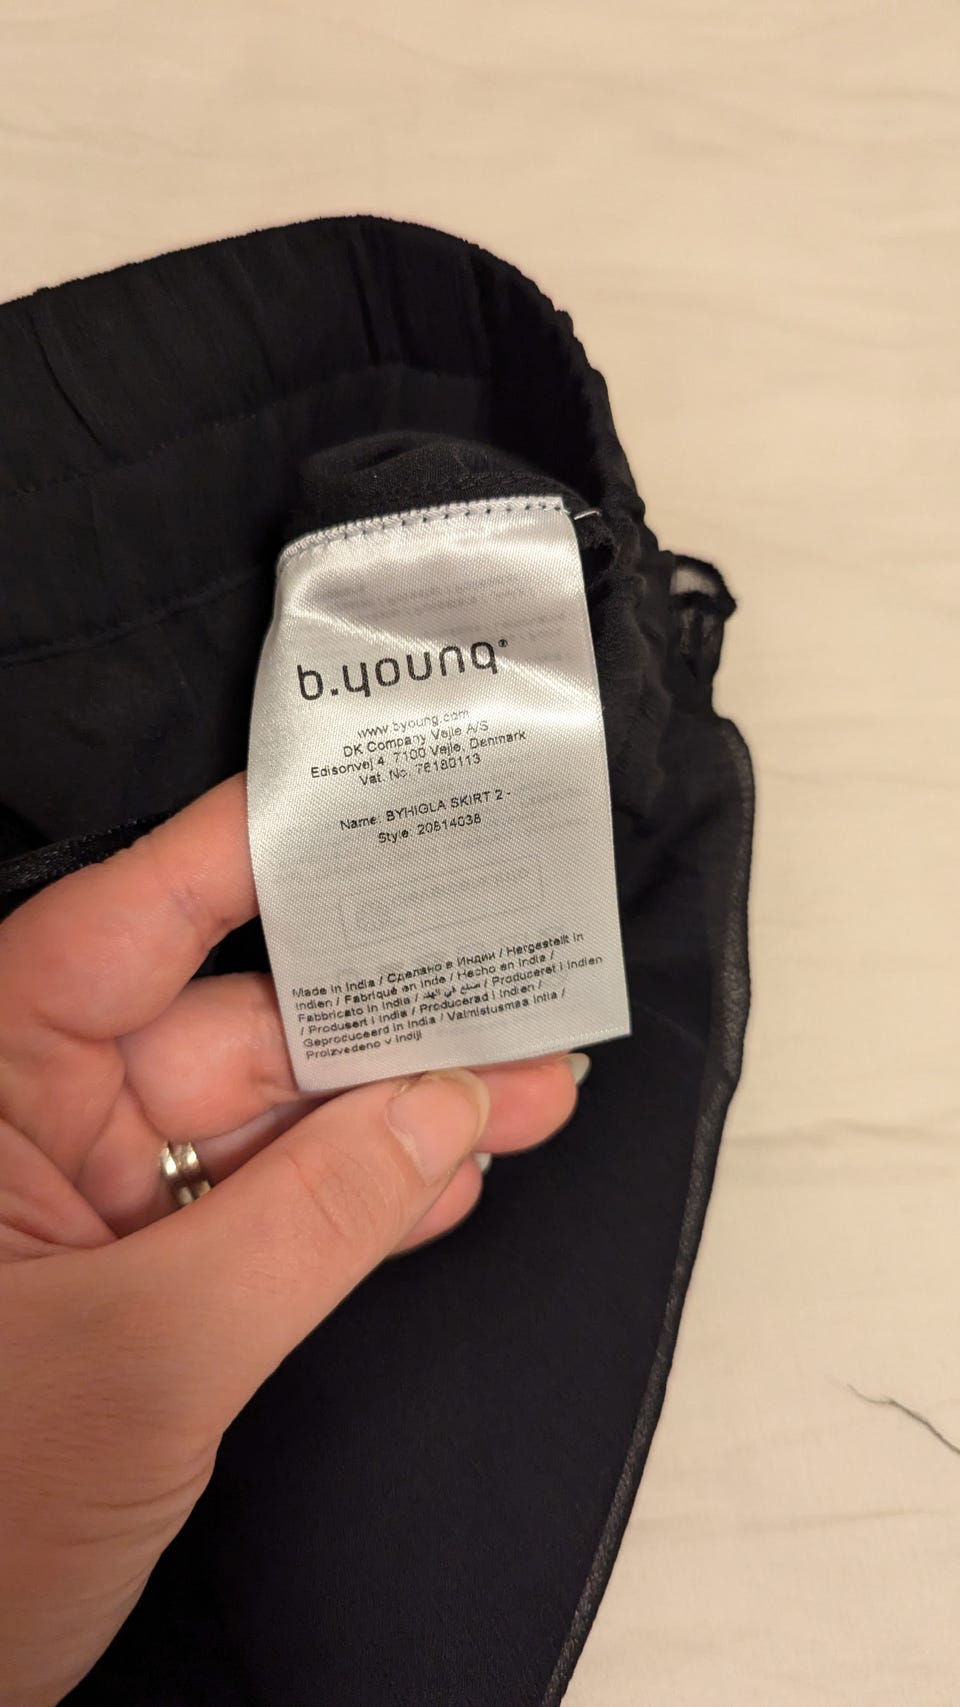 b.young®
www.byoung.com
DK Company Vejle A/S
Edisonvej 4, 7100 Vejle, Denmark
Vat. No. 76180113
Name: BYHIGLA SKIRT 2 -
Style: 20814038
Made in India / Сделано в Индии / Hergestellt in
Indien / Fabriqué en Inde / Hecho en India /
Fabbricato in India / صنع في الهند / Produceret i Indien
/ Produsert i India / Producerad i Indien /
Geproduceerd in India / Valmistusmaa Intia /
Proizvedeno v Indiji